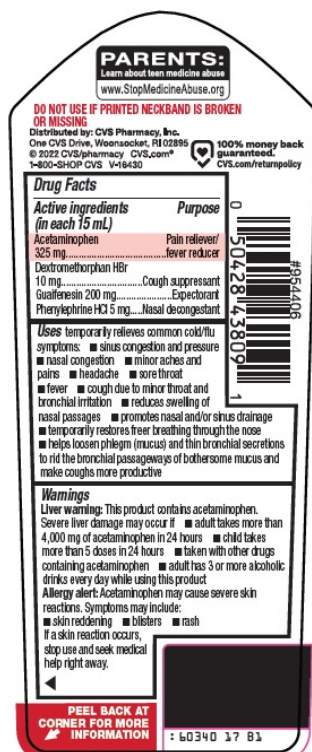 PARENTS:
Learn about teen medicine abuse
www.StopMedicineAbuse.org
DO NOT USE IF PRINTED NECKBAND IS BROKEN
OR MISSING
Distributed by: CVS Pharmacy, Inc.
One CVS Drive, Woonsocket, RI 02895
© 2022 CVS/pharmacy CVS.com®
1-800-SHOP CVS V-16430
100% money back
guaranteed.
CVS.com/returnpolicy
Drug Facts
Active ingredients Purpose
(in each 15 mL)
Acetaminophen Pain reliever/
325 mg...............................fever reducer
Dextromethorphan HBr
10 mg..............................Cough suppressant
Guaifenesin 200 mg.......................Expectorant
Phenylephrine HCl 5 mg....Nasal decongestant
Uses temporarily relieves common cold/flu
symptoms: ■ sinus congestion and pressure
■ nasal congestion ■ minor aches and
pains ■ headache ■ sore throat
■ fever ■ cough due to minor throat and
bronchial irritation ■ reduces swelling of
nasal passages ■ promotes nasal and/or sinus drainage
■ temporarily restores freer breathing through the nose
■ helps loosen phlegm (mucus) and thin bronchial secretions
to rid the bronchial passageways of bothersome mucus and
make coughs more productive
Warnings
Liver warning: This product contains acetaminophen.
Severe liver damage may occur if ■ adult takes more than
4,000 mg of acetaminophen in 24 hours ■ child takes
more than 5 doses in 24 hours ■ taken with other drugs
containing acetaminophen ■ adult has 3 or more alcoholic
drinks every day while using this product
Allergy alert: Acetaminophen may cause severe skin
reactions. Symptoms may include:
■ skin reddening ■ blisters ■ rash
If a skin reaction occurs,
stop use and seek medical
help right away.
PEEL BACK AT
CORNER FOR MORE
INFORMATION
0 50428 43809 1
#954406
: 60340 17 B1